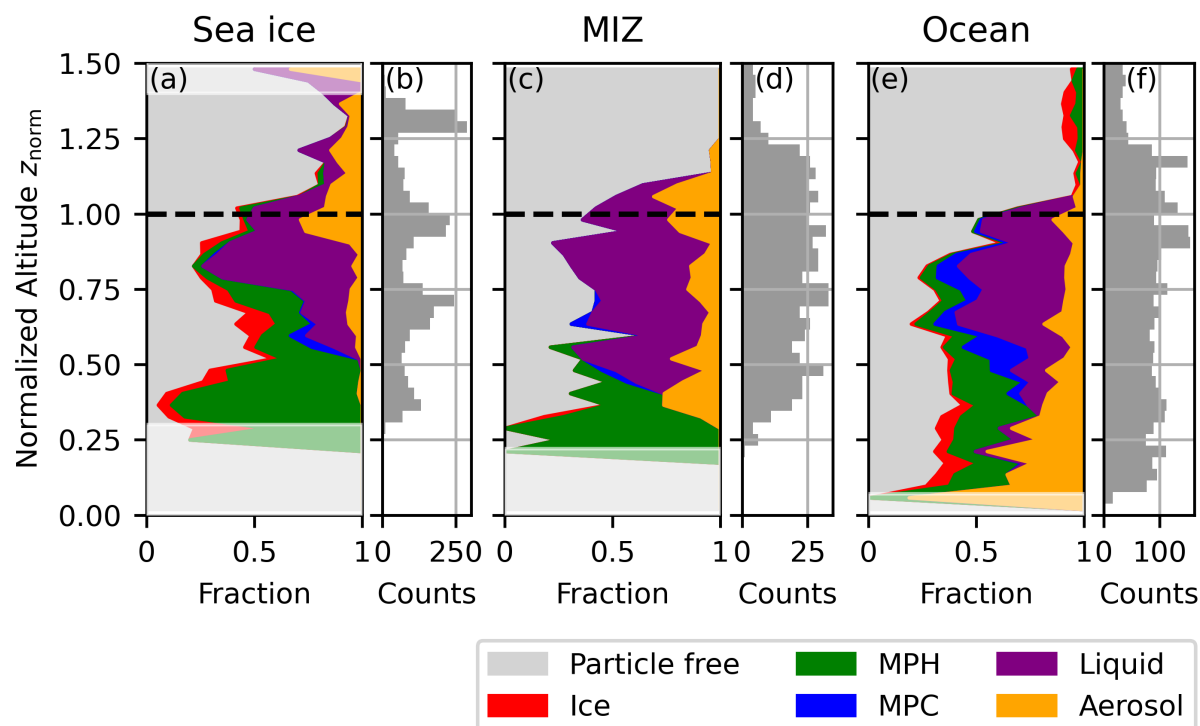 Sea ice MIZ Ocean
(a) (b) (c) (d) (e) (f)
Normalized Altitude z_norm
1.50
1.25
1.00
0.75
0.50
0.25
0.00
0 0.5 1 0 250 0 0.5 1 0 25 0 0.5 1 0 100
Fraction Counts Fraction Counts Fraction Counts
Particle free MPH Liquid
Ice MPC Aerosol